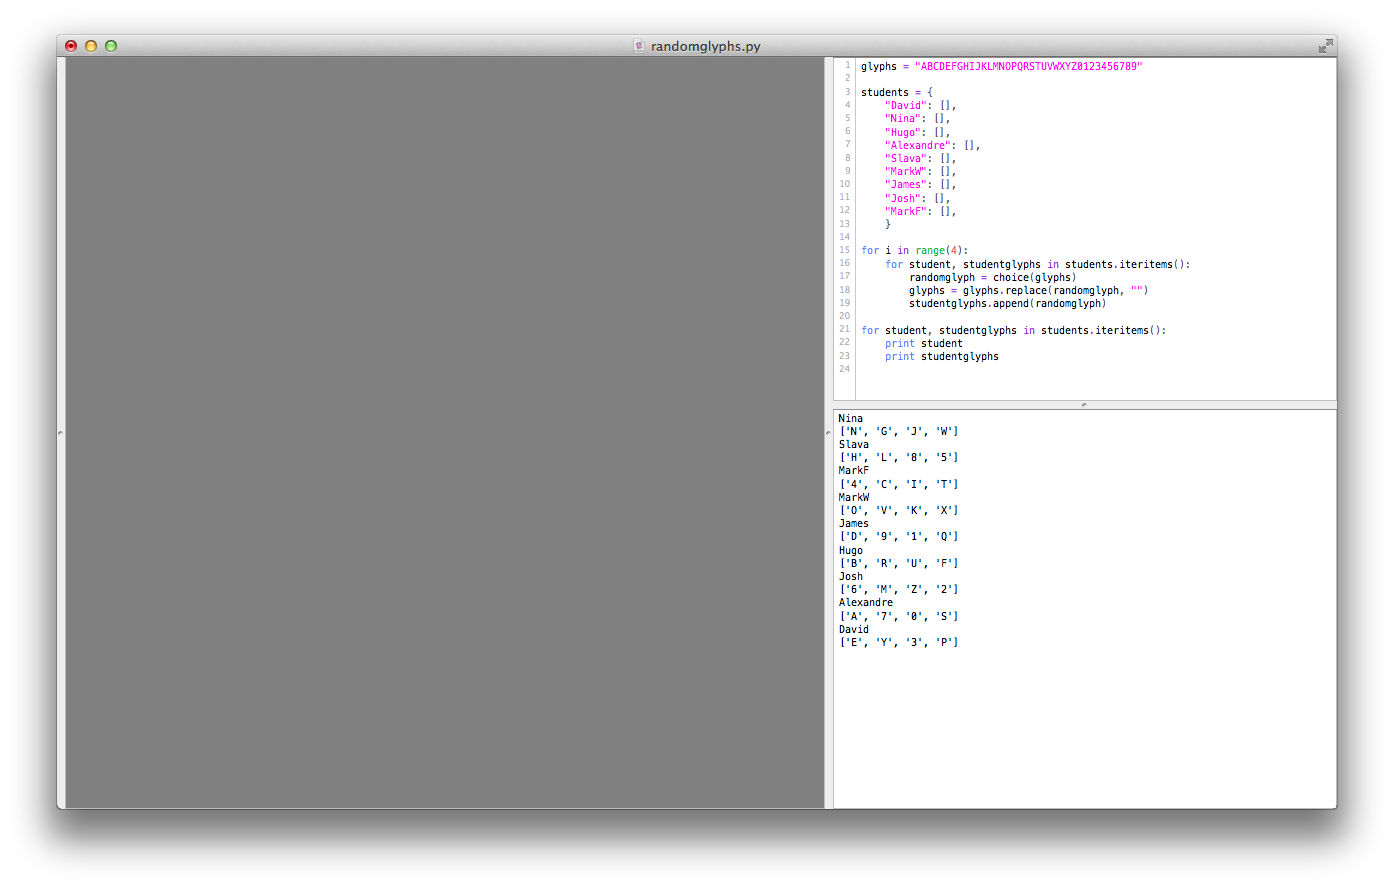 randomglyphs.py
1 glyphs = "ABCDEFGHIJKLMNOPQRSTUVWXYZ0123456789"
2
3 students = {
4     "David": [],
5     "Nina": [],
6     "Hugo": [],
7     "Alexandre": [],
8     "Slava": [],
9     "MarkW": [],
10     "James": [],
11     "Josh": [],
12     "MarkF": [],
13     }
14
15 for i in range(4):
16     for student, studentglyphs in students.iteritems():
17         randomglyph = choice(glyphs)
18         glyphs = glyphs.replace(randomglyph, "")
19         studentglyphs.append(randomglyph)
20
21 for student, studentglyphs in students.iteritems():
22     print student
23     print studentglyphs
24
Nina
['N', 'G', 'J', 'W']
Slava
['H', 'L', '8', '5']
MarkF
['4', 'C', 'I', 'T']
MarkW
['O', 'V', 'K', 'X']
James
['D', '9', '1', 'Q']
Hugo
['B', 'R', 'U', 'F']
Josh
['6', 'M', 'Z', '2']
Alexandre
['A', '7', '0', 'S']
David
['E', 'Y', '3', 'P']